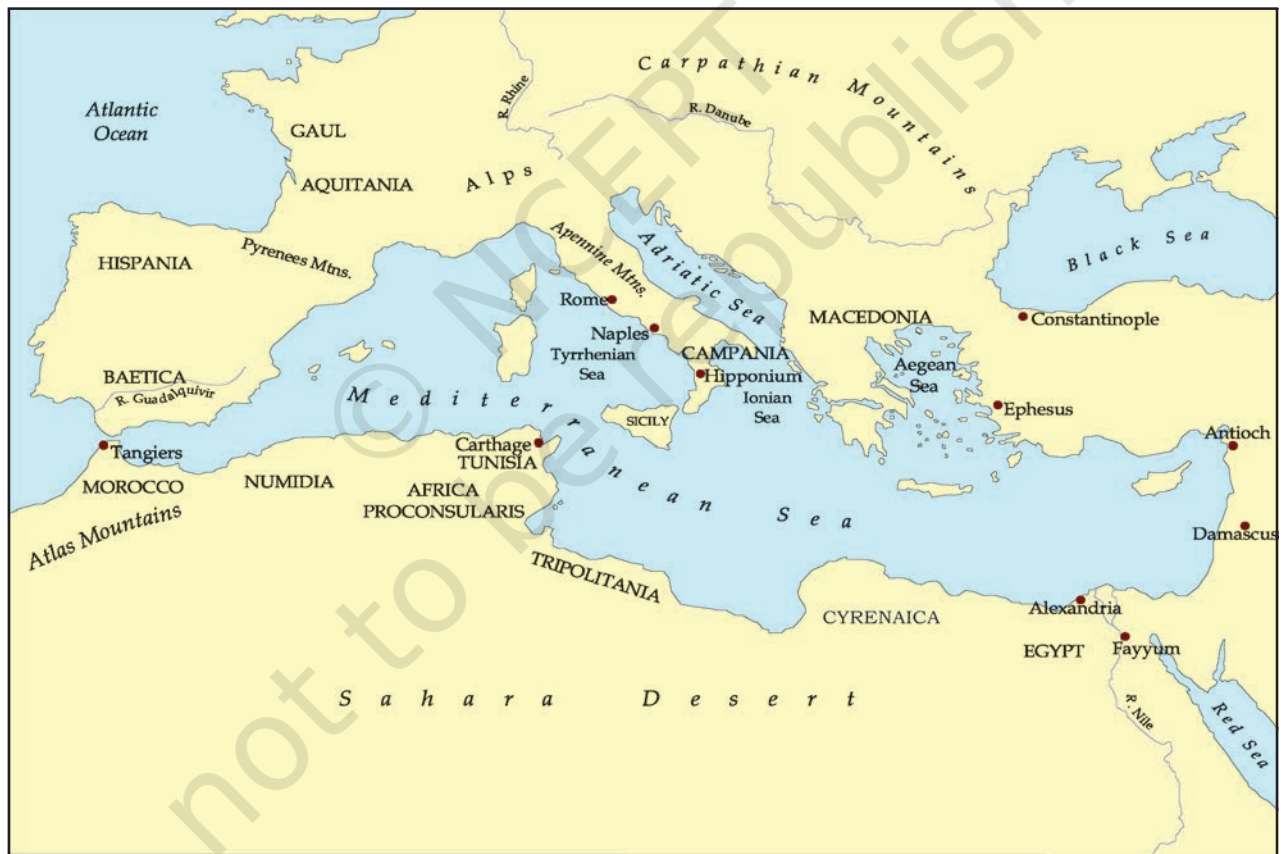 Carpathian Mountains
R. Rhine
R. Danube
Atlantic
Ocean
GAUL
AQUITANIA
Alps
HISPANIA
Pyrenees Mtns.
Apennine Mtns.
Adriatic Sea
Black Sea
Rome
Naples
Tyrrhenian
Sea
CAMPANIA
Hipponium
Ionian
Sea
MACEDONIA
Aegean
Sea
Constantinople
Ephesus
Antioch
Damascus
BAETICA
R. Guadalquivir
Mediterranean Sea
SICILY
Tangiers
MOROCCO
Atlas Mountains
NUMIDIA
Carthage
TUNISIA
AFRICA
PROCONSULARIS
TRIPOLITANIA
CYRENAICA
Alexandria
EGYPT
Fayyum
R. Nile
Red Sea
Sahara Desert
© NCERT
not to be republish